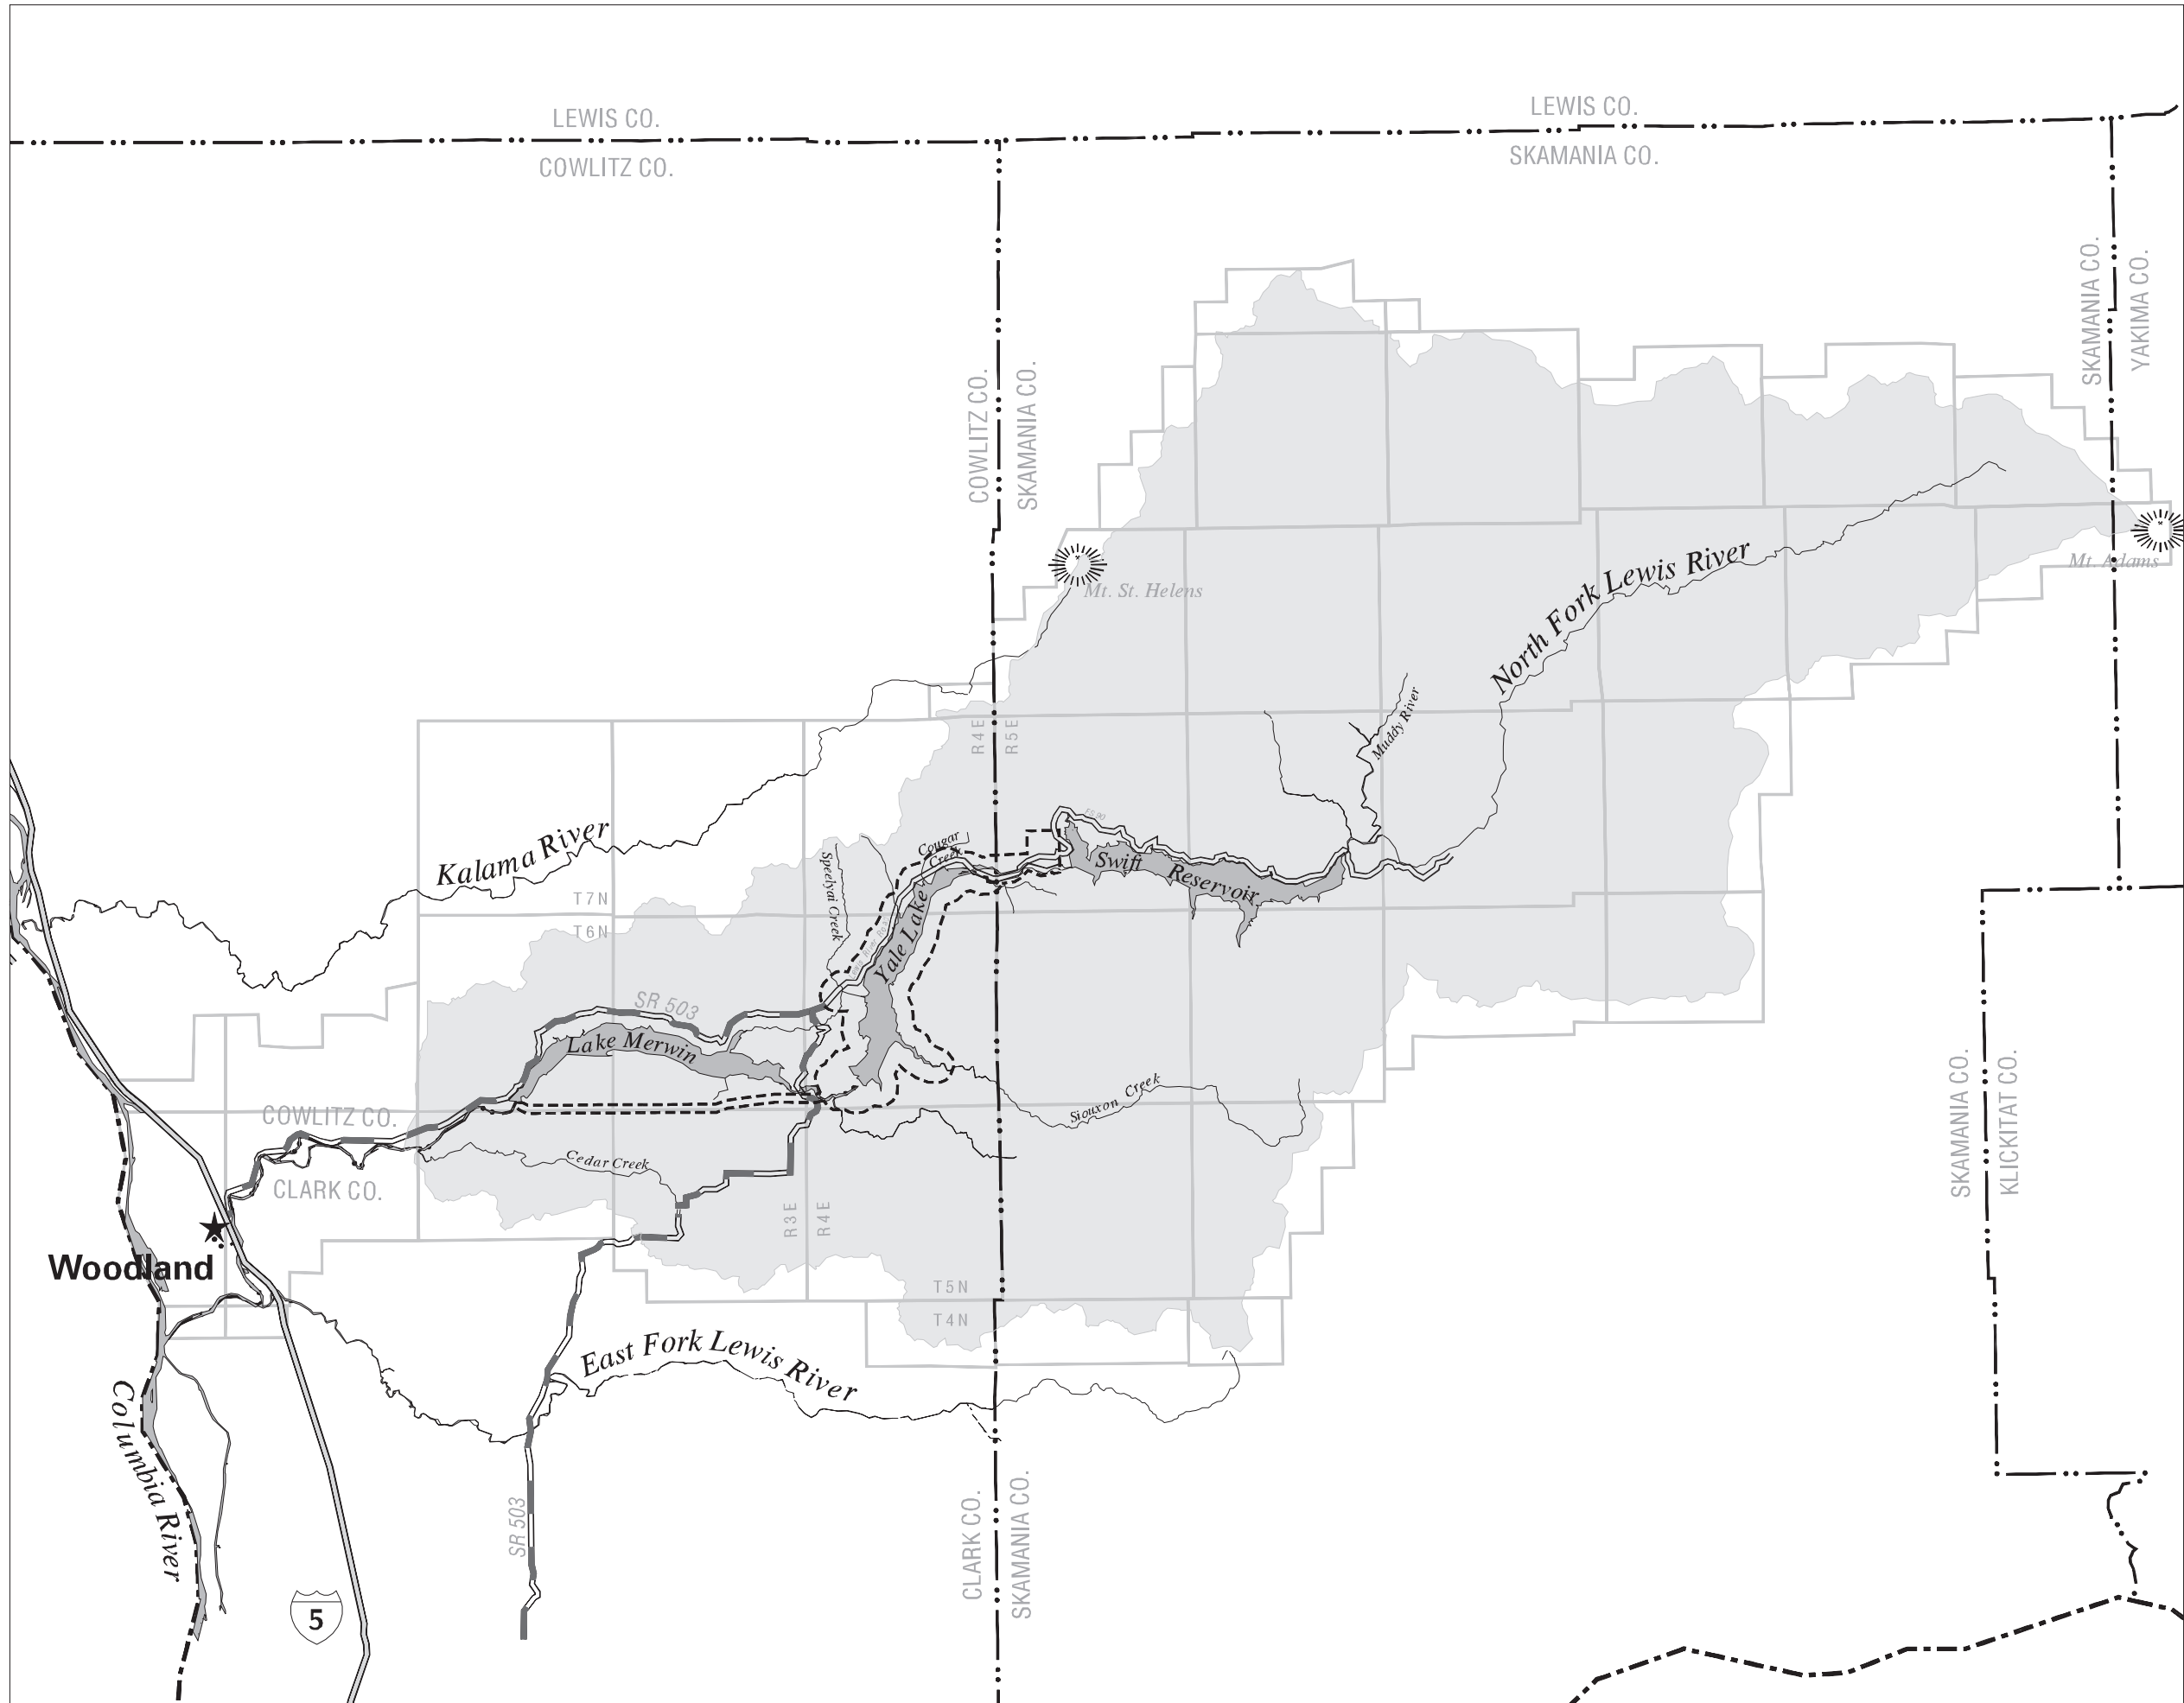 LEWIS CO.
COWLITZ CO.
LEWIS CO.
SKAMANIA CO.
SKAMANIA CO.
YAKIMA CO.
COWLITZ CO.
SKAMANIA CO.
Mt. St. Helens
Mt. Adams
North Fork Lewis River
Muddy River
R4E
R5E
Kalama River
T7N
T6N
Speelyai Creek
Cougar
Creek
FS 90
Swift
Reservoir
Yale Lake
SR 503
Lake Merwin
Siouxon Creek
COWLITZ CO.
CLARK CO.
Cedar Creek
R3E
R4E
SKAMANIA CO.
KLICKITAT CO.
Woodland
T5N
T4N
East Fork Lewis River
Columbia River
SR 503
CLARK CO.
SKAMANIA CO.
5